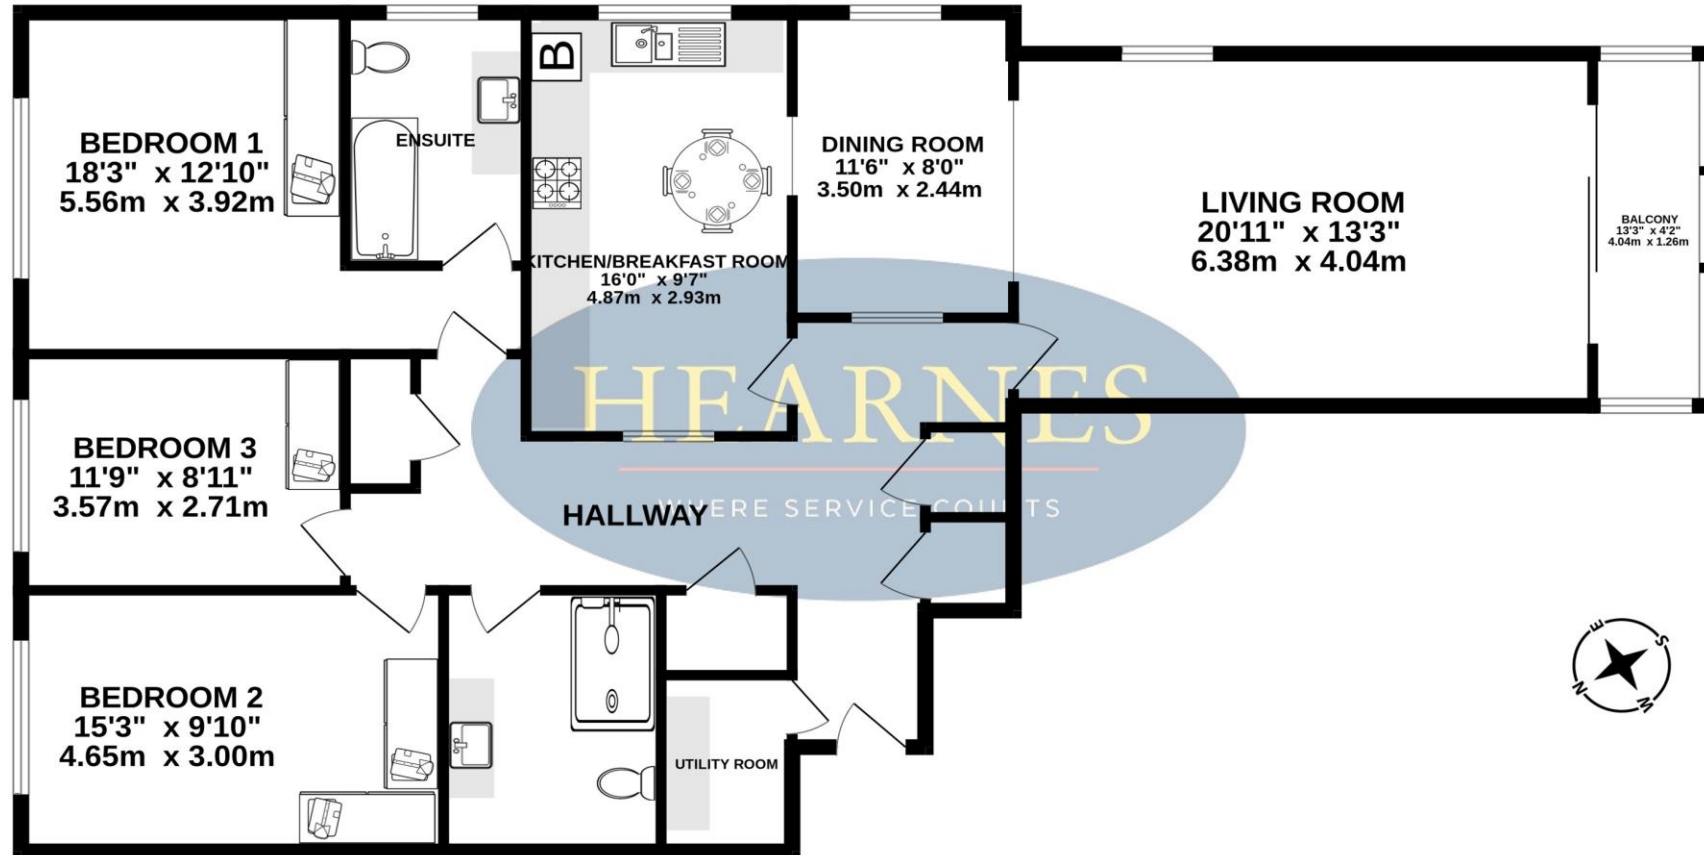 BEDROOM 1
18'3" x 12'10"
5.56m x 3.92m
ENSUITE
B
KITCHEN/BREAKFAST ROOM
16'0" x 9'7"
4.87m x 2.93m
DINING ROOM
11'6" x 8'0"
3.50m x 2.44m
LIVING ROOM
20'11" x 13'3"
6.38m x 4.04m
BALCONY
13'3" x 4'2"
4.04m x 1.26m
BEDROOM 3
11'9" x 8'11"
3.57m x 2.71m
HEARNES
WHERE SERVICE COUNTS
HALLWAY
BEDROOM 2
15'3" x 9'10"
4.65m x 3.00m
UTILITY ROOM
E
S
N
W